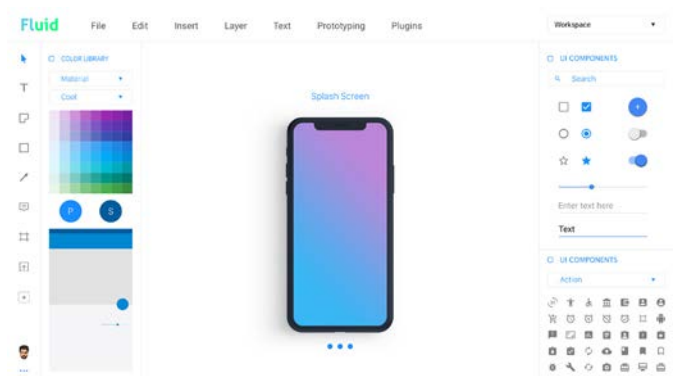 Fluid
File Edit Insert Layer Text Prototyping Plugins
Workspace
COLOR LIBRARY
Material
Cool
P S
Splash Screen
UI COMPONENTS
Search
Enter text here
Text
UI COMPONENTS
Action